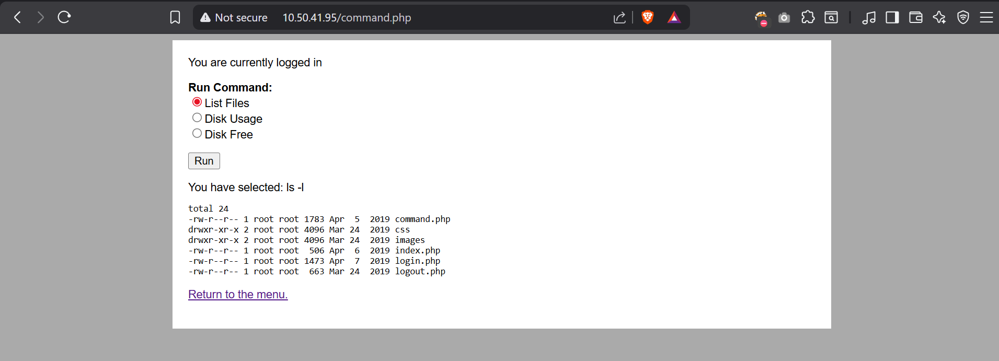 Not secure 10.50.41.95/command.php
You are currently logged in
Run Command:
List Files
Disk Usage
Disk Free
Run
You have selected: ls -l
total 24
-rw-r--r-- 1 root root 1783 Apr  5  2019 command.php
drwxr-xr-x 2 root root 4096 Mar 24  2019 css
drwxr-xr-x 2 root root 4096 Mar 24  2019 images
-rw-r--r-- 1 root root  506 Apr  6  2019 index.php
-rw-r--r-- 1 root root 1473 Apr  7  2019 login.php
-rw-r--r-- 1 root root  663 Mar 24  2019 logout.php
Return to the menu.